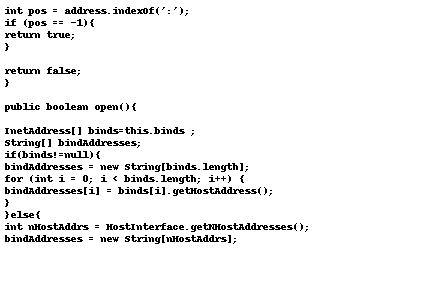 int pos = address.indexOf(':');
if (pos == -1){
return true;
}

return false;
}

public boolean open(){

InetAddress[] binds=this.binds ;
String[] bindAddresses;
if(binds!=null){
bindAddresses = new String[binds.length];
for (int i = 0; i < binds.length; i++) {
bindAddresses[i] = binds[i].getHostAddress();
}
}else{
int nHostAddrs = HostInterface.getNHostAddresses();
bindAddresses = new String[nHostAddrs];